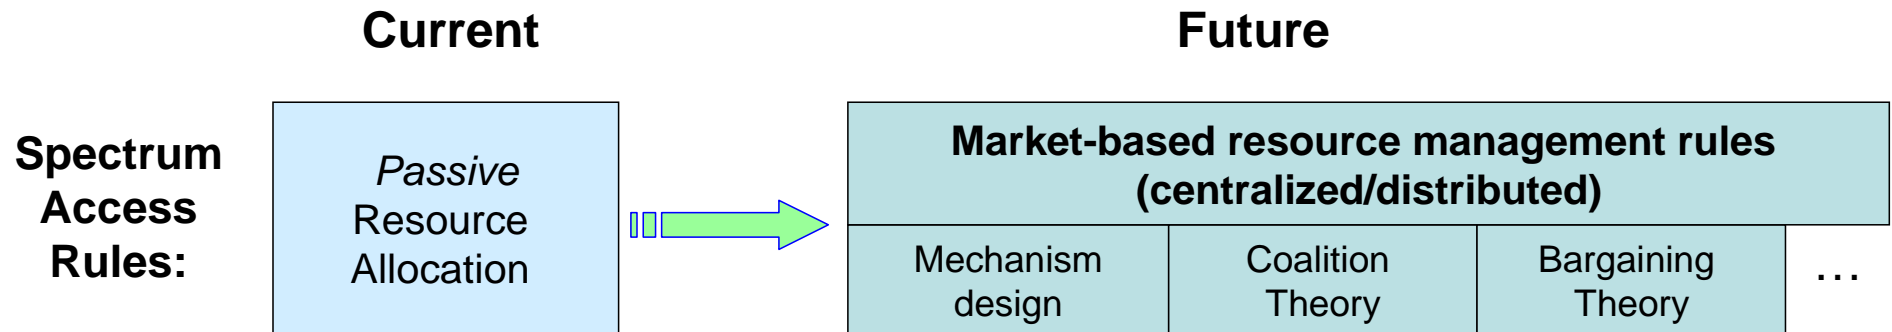 Current
Future
Spectrum
Access
Rules:
Passive
Resource
Allocation
Market-based resource management rules
(centralized/distributed)
Mechanism
design
Coalition
Theory
Bargaining
Theory
…